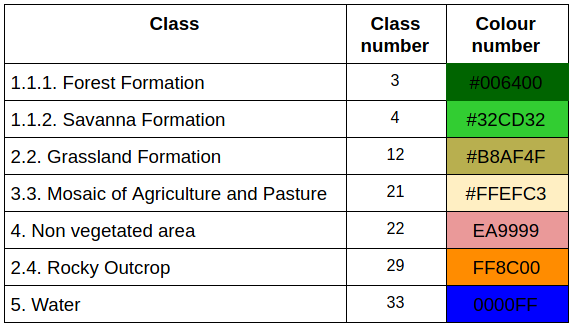 Class Class number Colour number
1.1.1. Forest Formation 3 #006400
1.1.2. Savanna Formation 4 #32CD32
2.2. Grassland Formation 12 #B8AF4F
3.3. Mosaic of Agriculture and Pasture 21 #FFEFC3
4. Non vegetated area 22 EA9999
2.4. Rocky Outcrop 29 FF8C00
5. Water 33 0000FF